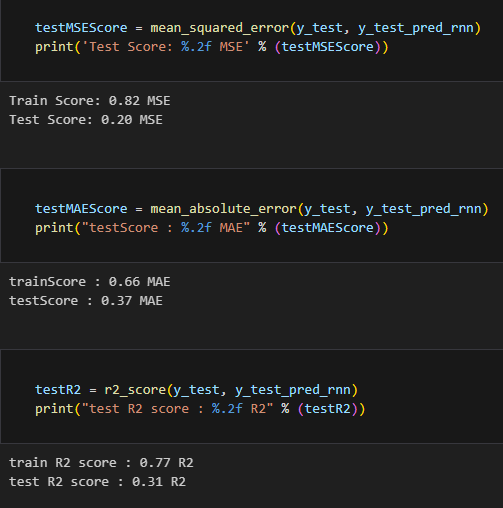 testMSEScore = mean_squared_error(y_test, y_test_pred_rnn)
print('Test Score: %.2f MSE' % (testMSEScore))
Train Score: 0.82 MSE
Test Score: 0.20 MSE
testMAEScore = mean_absolute_error(y_test, y_test_pred_rnn)
print("testScore : %.2f MAE" % (testMAEScore))
trainScore : 0.66 MAE
testScore : 0.37 MAE
testR2 = r2_score(y_test, y_test_pred_rnn)
print("test R2 score : %.2f R2" % (testR2))
train R2 score : 0.77 R2
test R2 score : 0.31 R2